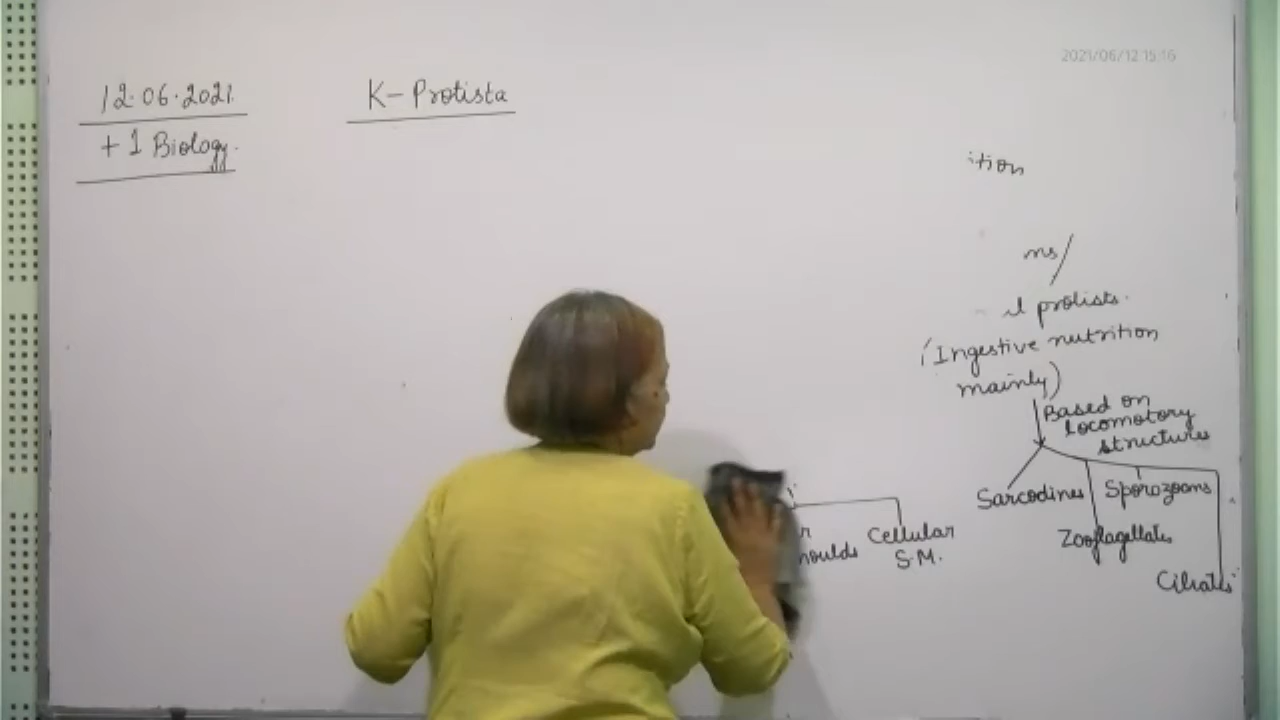 2021/06/12 15:16
12.06.2021.
+1 Biology.
K-Protista
ition
ms/
l protists.
(Ingestive nutrition
mainly)
Based on
locomotory
structures
Sarcodines
Sporozoans
Zooflagellates
Ciliates
r
moulds
Cellular
S.M.